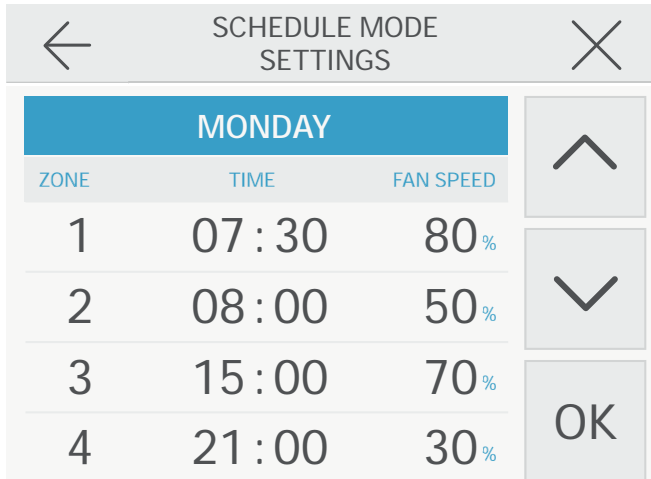 SCHEDULE MODE
SETTINGS
MONDAY
ZONE TIME FAN SPEED
1 07:30 80%
2 08:00 50%
3 15:00 70%
4 21:00 30%
OK